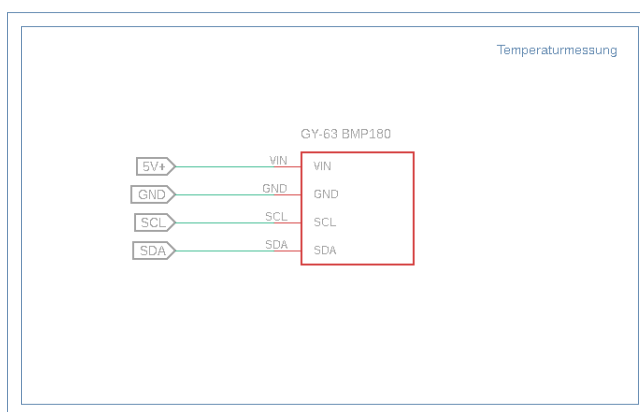 Temperaturmessung
GY-63 BMP180
5V+ VIN VIN
GND GND GND
SCL SCL SCL
SDA SDA SDA